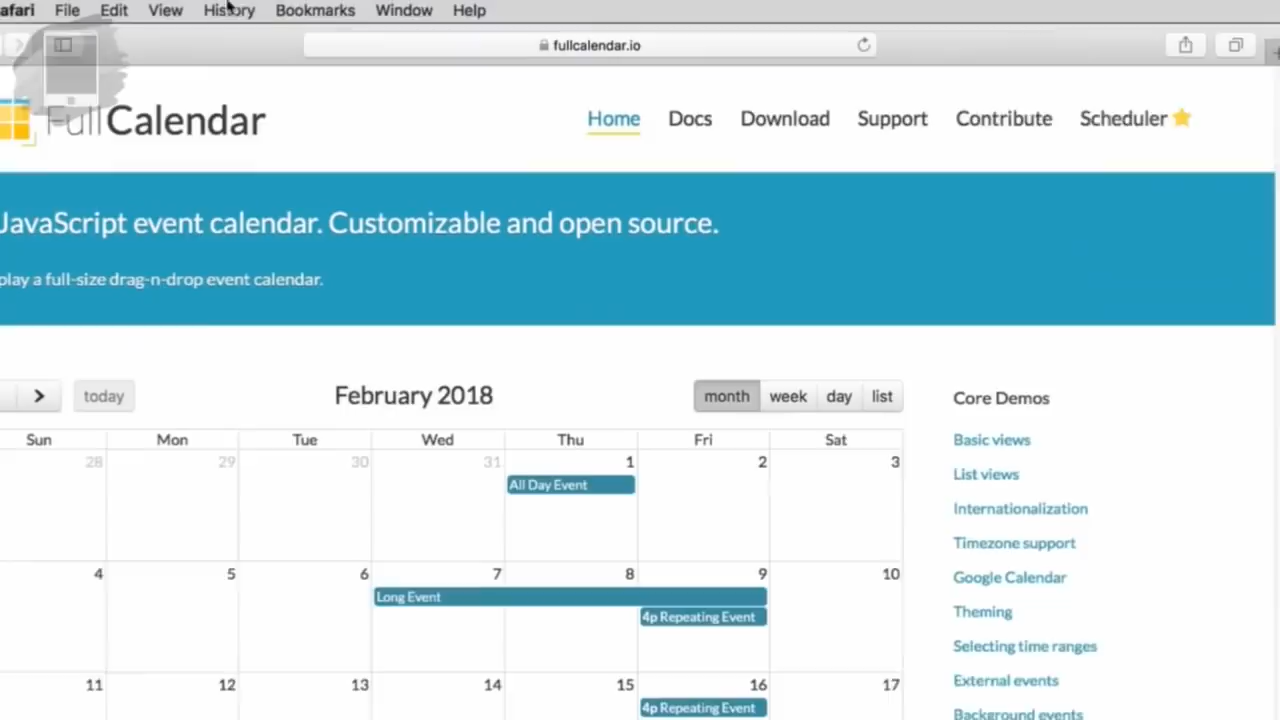 afari File Edit View History Bookmarks Window Help
fullcalendar.io
FullCalendar
Home Docs Download Support Contribute Scheduler
JavaScript event calendar. Customizable and open source.
play a full-size drag-n-drop event calendar.
today
February 2018
month week day list
Sun Mon Tue Wed Thu Fri Sat
28 29 30 31 1 2 3
All Day Event
4 5 6 7 8 9 10
Long Event
4p Repeating Event
11 12 13 14 15 16 17
4p Repeating Event
Core Demos
Basic views
List views
Internationalization
Timezone support
Google Calendar
Theming
Selecting time ranges
External events
Background events